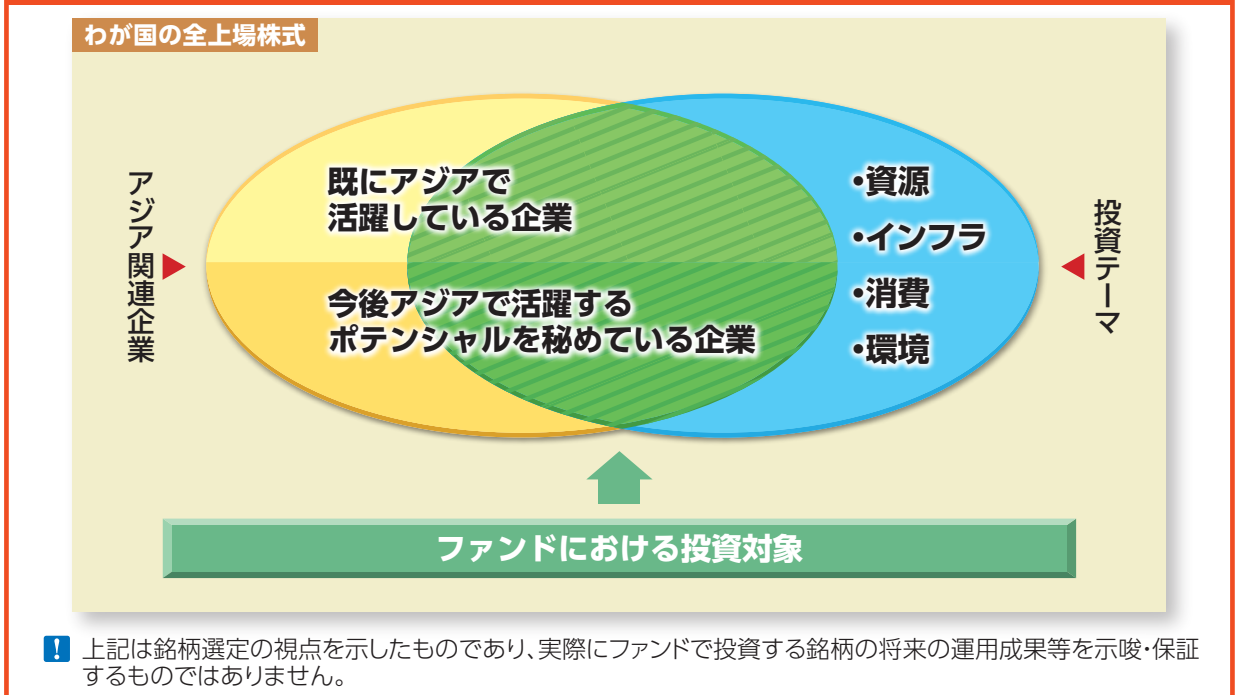 わが国の全上場株式
アジア関連企業
既にアジアで
活躍している企業
今後アジアで活躍する
ポテンシャルを秘めている企業
・資源
・インフラ
・消費
・環境
投資テーマ
ファンドにおける投資対象
! 上記は銘柄選定の視点を示したものであり、実際にファンドで投資する銘柄の将来の運用成果等を示唆・保証
するものではありません。